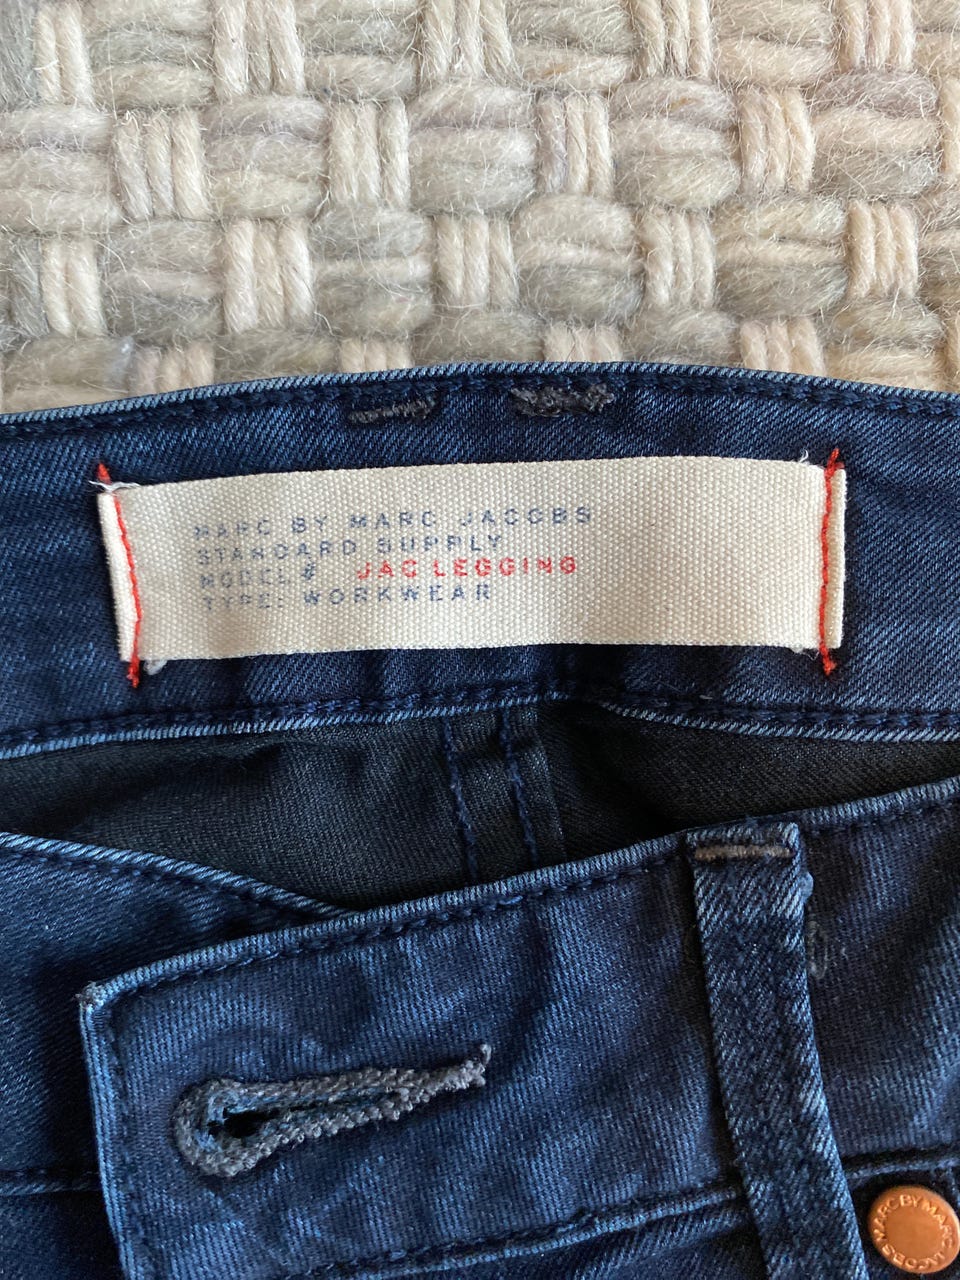 MARC BY MARC JACOBS
STANDARD SUPPLY
MODEL # JAC LEGGING
TYPE: WORKWEAR
MARC BY MARC JACOBS